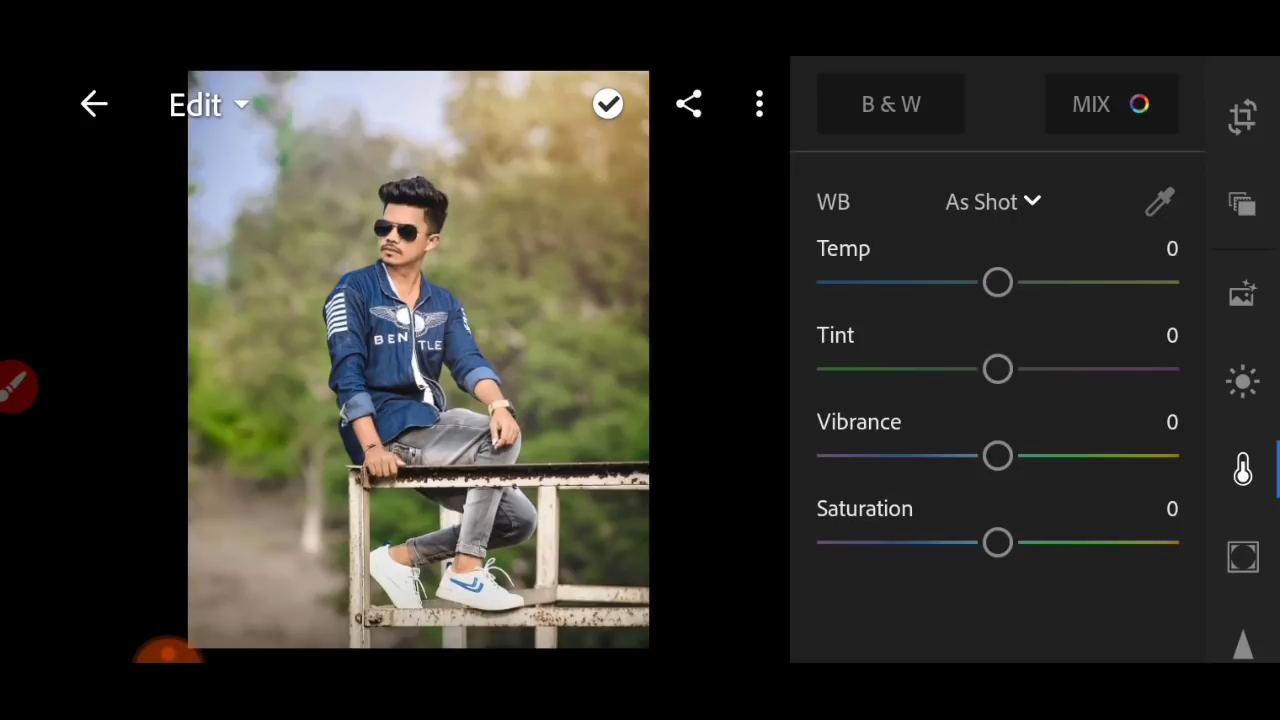 Edit
B & W
MIX
WB
As Shot
Temp
0
Tint
0
Vibrance
0
Saturation
0
BEN TLE